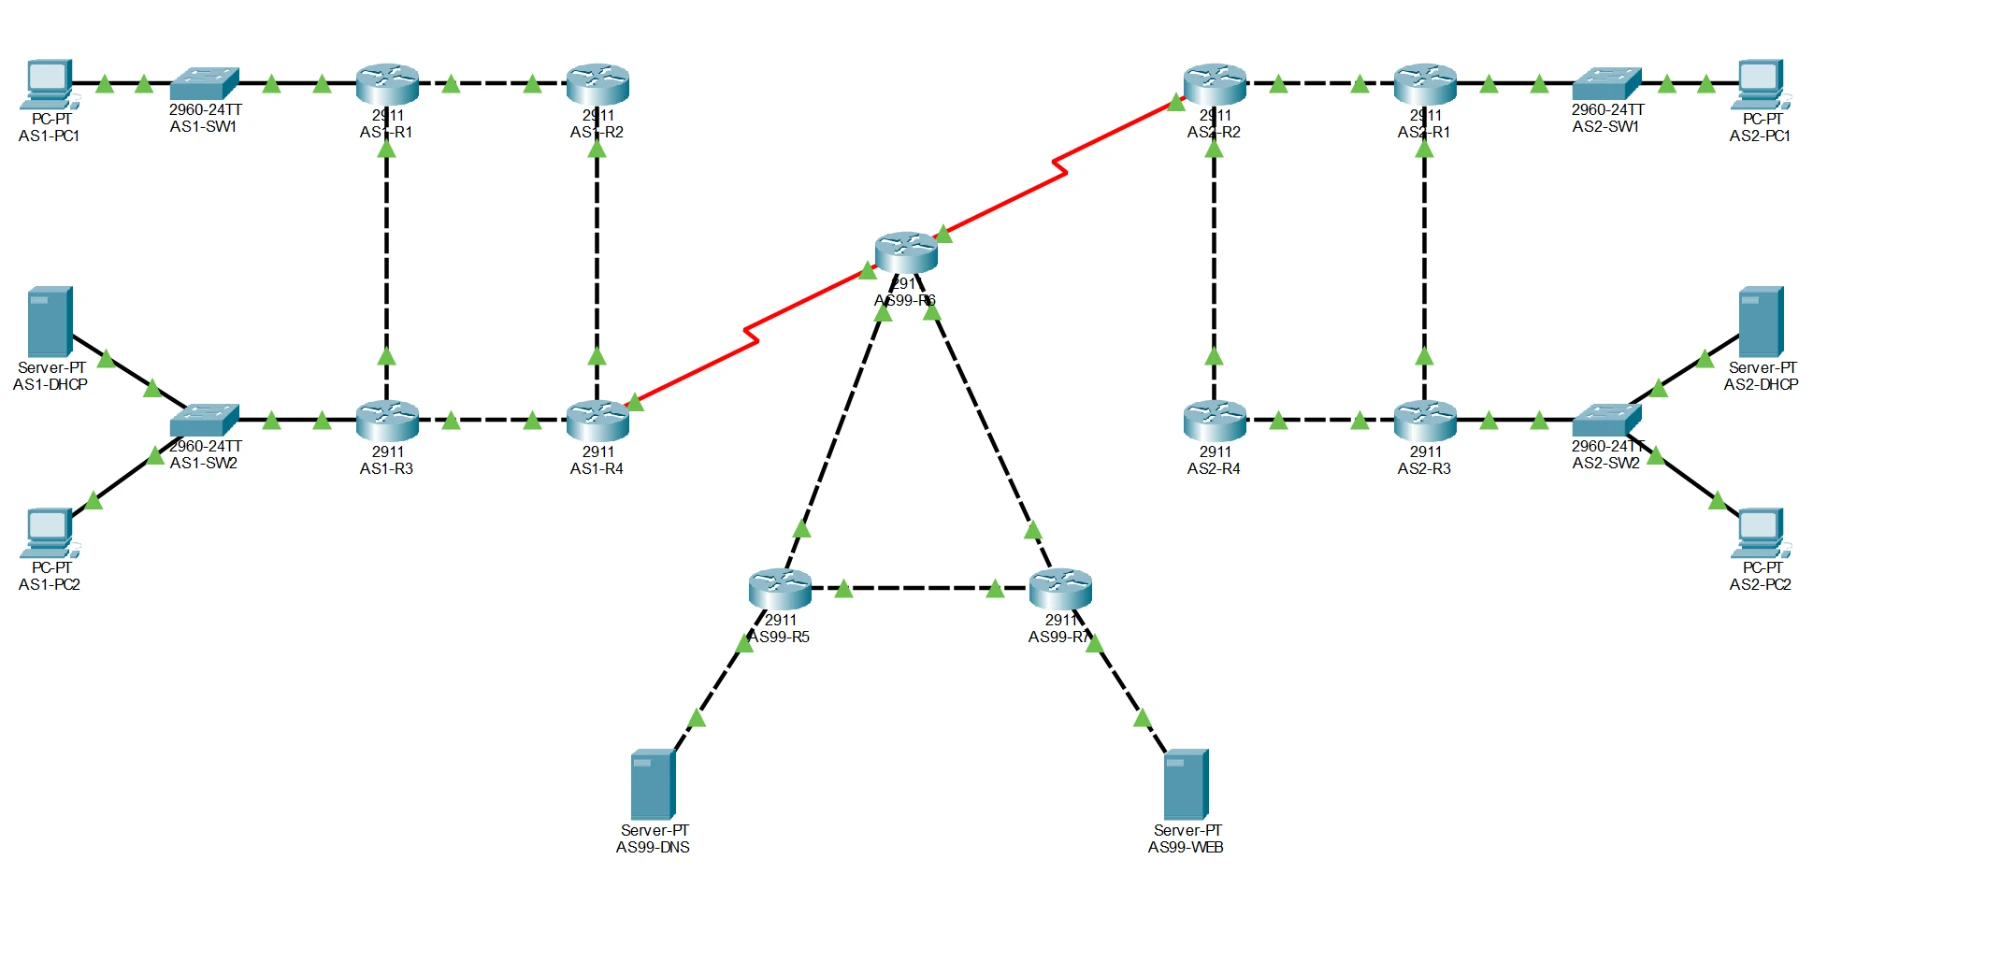 PC-PT
AS1-PC1
2960-24TT
AS1-SW1
2911
AS1-R1
2911
AS1-R2
2911
AS2-R2
2911
AS2-R1
2960-24TT
AS2-SW1
PC-PT
AS2-PC1
291
AS99-R6
Server-PT
AS1-DHCP
Server-PT
AS2-DHCP
2960-24TT
AS1-SW2
2911
AS1-R3
2911
AS1-R4
2911
AS2-R4
2911
AS2-R3
2960-24TT
AS2-SW2
PC-PT
AS1-PC2
PC-PT
AS2-PC2
2911
AS99-R5
2911
AS99-R7
Server-PT
AS99-DNS
Server-PT
AS99-WEB